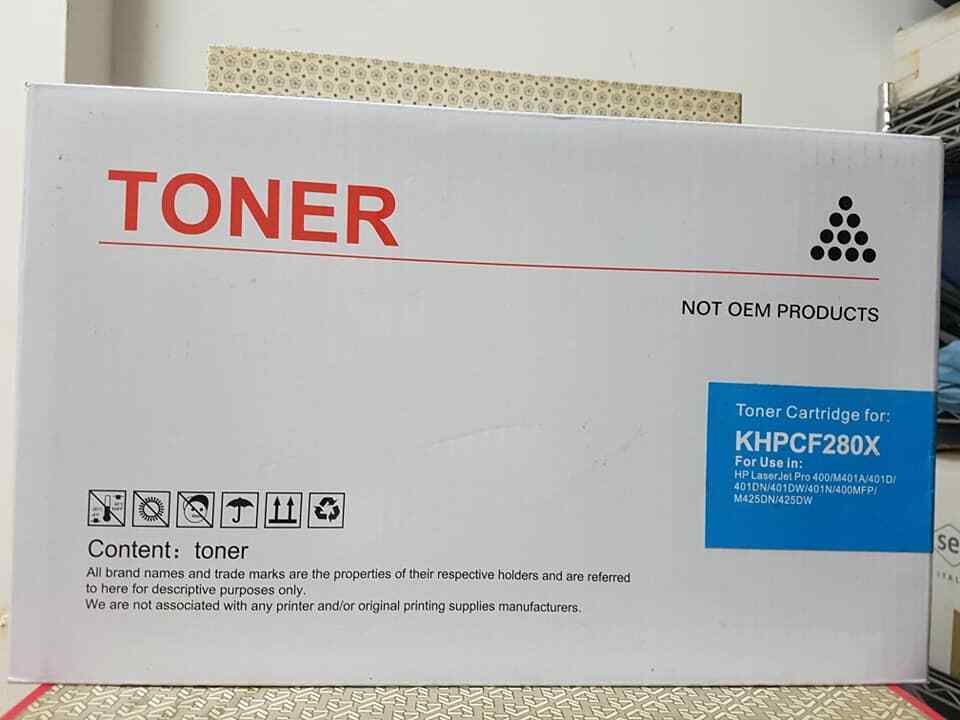 TONER
NOT OEM PRODUCTS
Toner Cartridge for:
KHPCF280X
For Use in:
HP LaserJet Pro 400/M401A/401D/
401DN/401DW/401N/400MFP/
M425DN/425DW
Content: toner
All brand names and trade marks are the properties of their respective holders and are referred
to here for descriptive purposes only.
We are not associated with any printer and/or original printing supplies manufacturers.